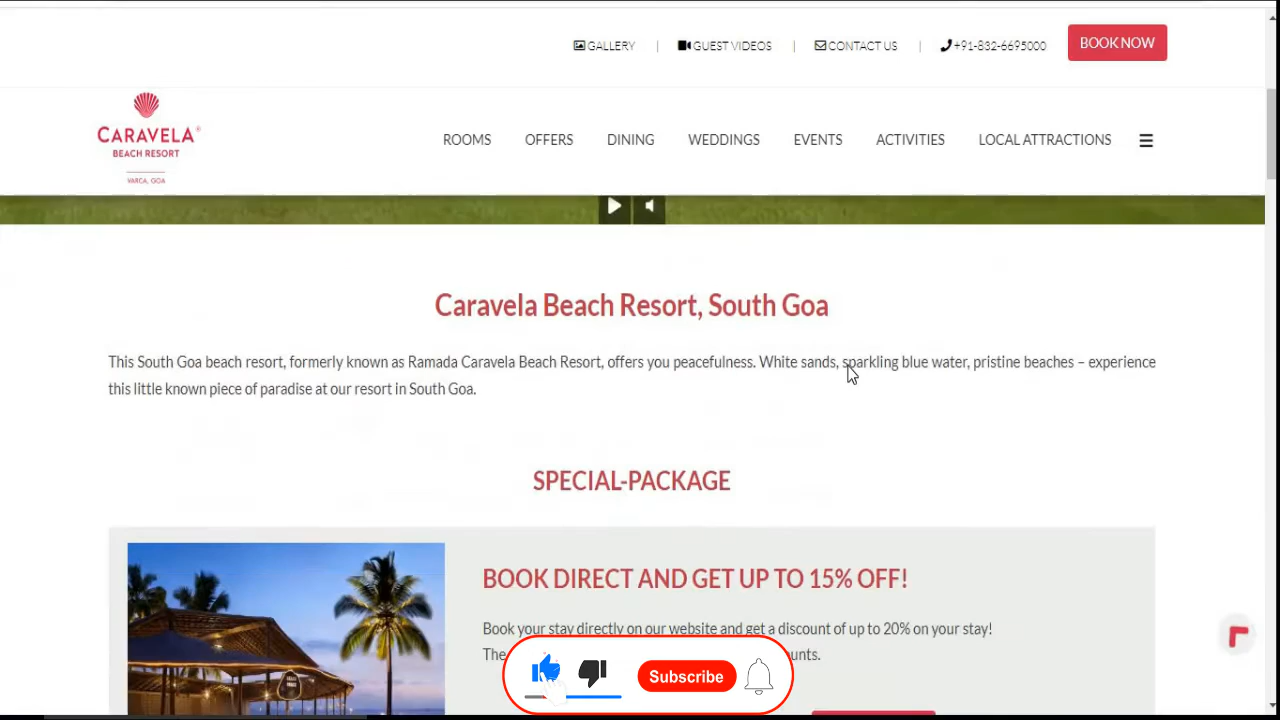 GALLERY | GUEST VIDEOS | CONTACT US | +91-832-6695000 BOOK NOW
CARAVELA®
BEACH RESORT
VARCA, GOA
ROOMS OFFERS DINING WEDDINGS EVENTS ACTIVITIES LOCAL ATTRACTIONS
Caravela Beach Resort, South Goa
This South Goa beach resort, formerly known as Ramada Caravela Beach Resort, offers you peacefulness. White sands, sparkling blue water, pristine beaches – experience
this little known piece of paradise at our resort in South Goa.
SPECIAL-PACKAGE
BOOK DIRECT AND GET UP TO 15% OFF!
Book your stay directly on our website and get a discount of up to 20% on your stay!
The
Subscribe